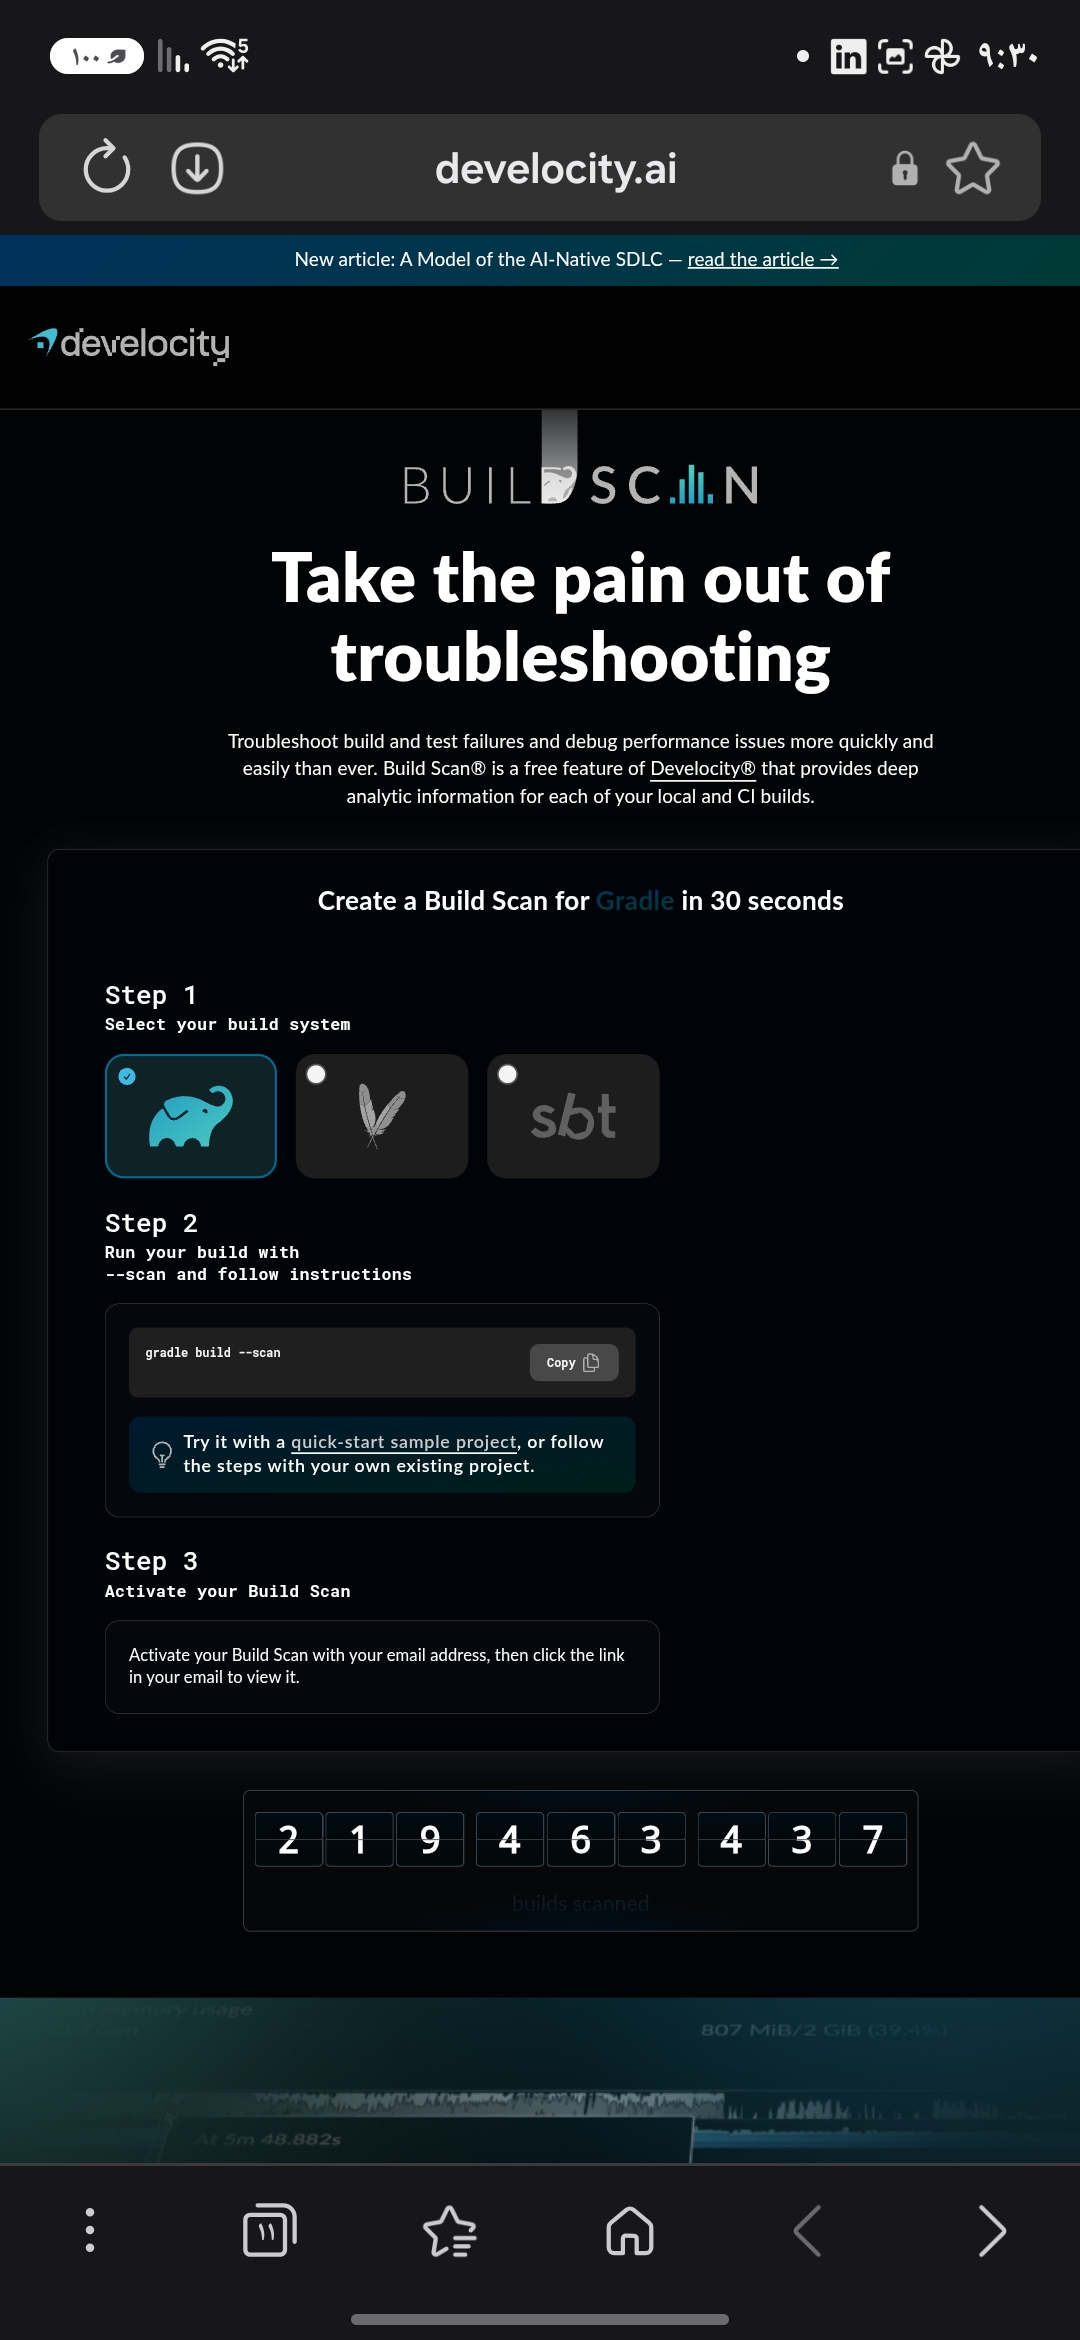 ١٠٠
5
in
٩:٣٠
develocity.ai
New article: A Model of the AI-Native SDLC — read the article →
develocity
BUILD SCAN
Take the pain out of
troubleshooting
Troubleshoot build and test failures and debug performance issues more quickly and
easily than ever. Build Scan® is a free feature of Develocity® that provides deep
analytic information for each of your local and CI builds.
Create a Build Scan for Gradle in 30 seconds
Step 1
Select your build system
sbt
Step 2
Run your build with
--scan and follow instructions
gradle build --scan
Copy
Try it with a quick-start sample project, or follow
the steps with your own existing project.
Step 3
Activate your Build Scan
Activate your Build Scan with your email address, then click the link
in your email to view it.
2 1 9 4 6 3 4 3 7
builds scanned
memory usage
807 MiB/2 GiB (39.4%)
At 5m 48.882s
١١